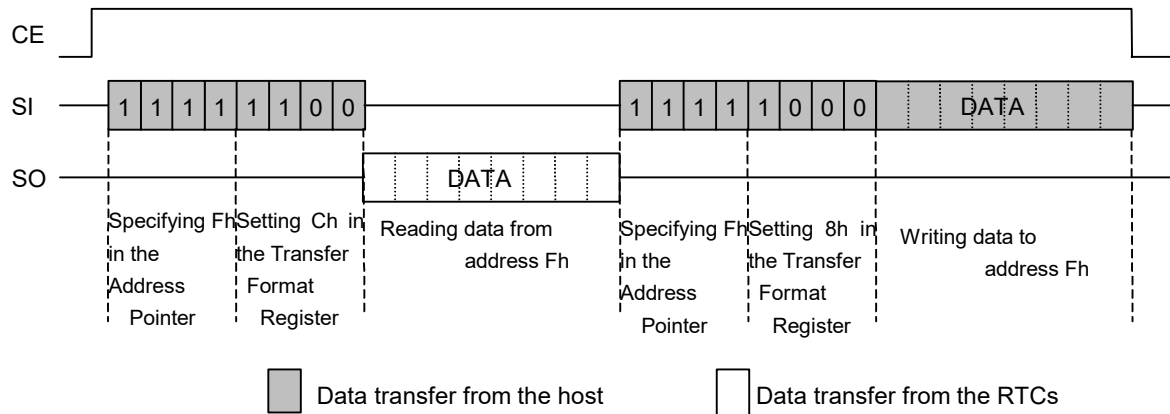 CE
SI 1 1 1 1 1 1 0 0 1 1 1 1 1 0 0 0 DATA
SO DATA
Specifying Fh
in the
Address
Pointer
Setting Ch in
the Transfer
Format
Register
Reading data from
address Fh
Specifying Fh
in the
Address
Pointer
Setting 8h in
the Transfer
Format
Register
Writing data to
address Fh
Data transfer from the host
Data transfer from the RTCs